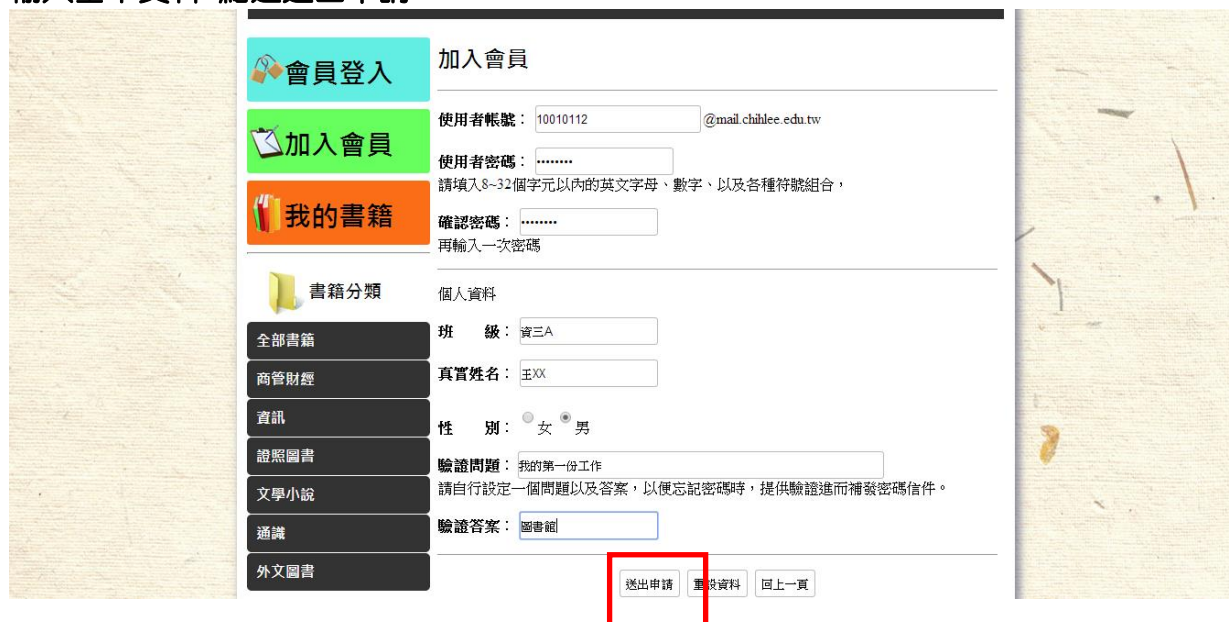 會員登入
加入會員
我的書籍
書籍分類
全部書籍
商管財經
資訊
證照圖書
文學小說
通識
外文圖書
加入會員
使用者帳號： 10010112 @mail.chihlee.edu.tw
使用者密碼： ••••••••
請填入8~32個字元以內的英文字母、數字、以及各種符號組合，
確認密碼： ••••••••
再輸入一次密碼
個人資料
班 級： 資三A
真實姓名： 王XX
性 別： 女 男
驗證問題： 我的第一份工作
請自行設定一個問題以及答案，以便忘記密碼時，提供驗證進而補發密碼信件。
驗證答案： 圖書館
送出申請 重設資料 回上一頁